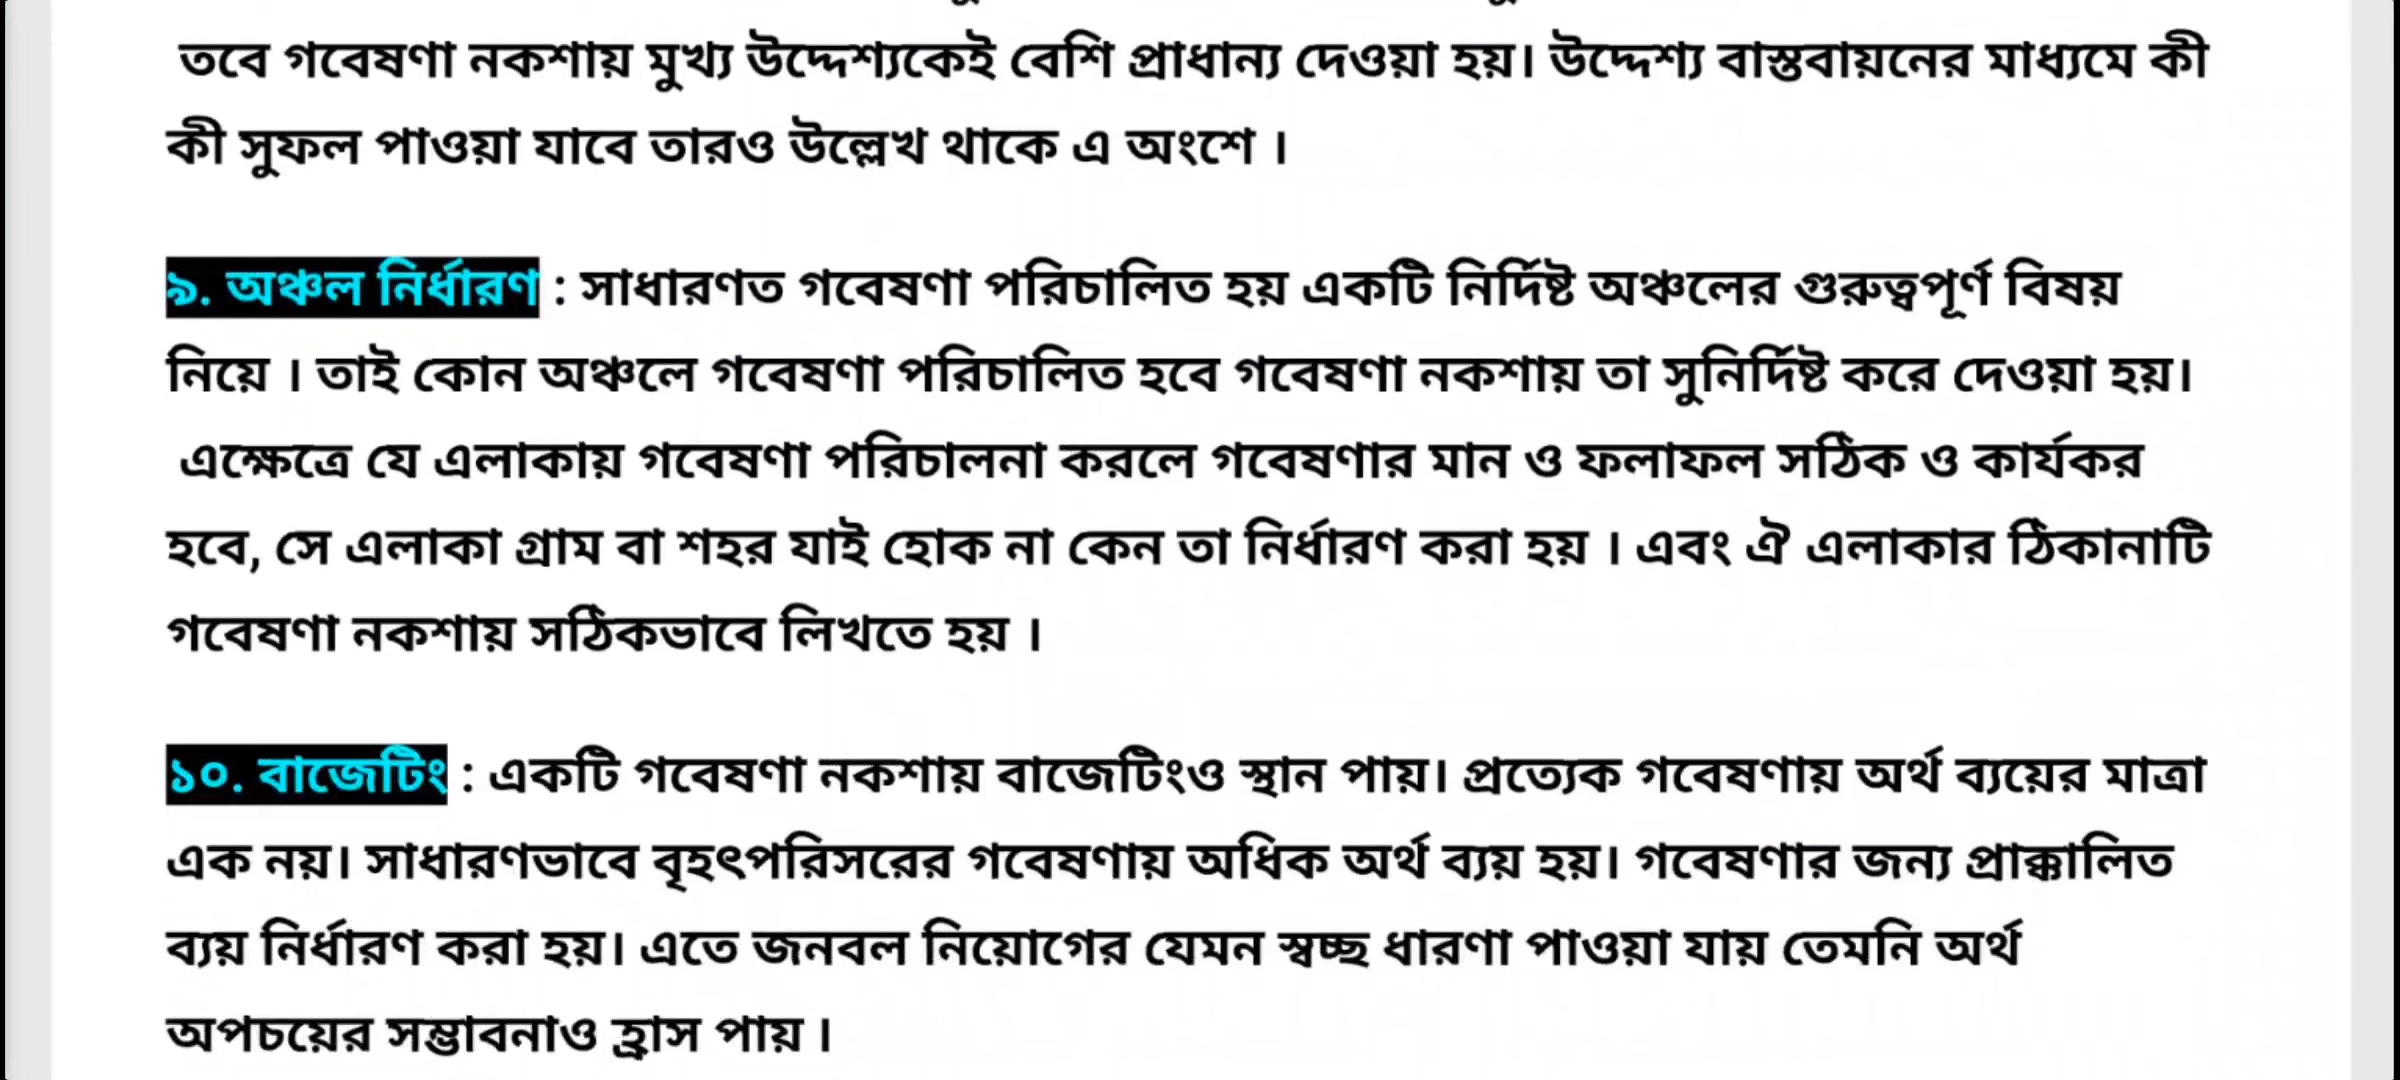 তবে গবেষণা নকশায় মুখ্য উদ্দেশ্যকেই বেশি প্রাধান্য দেওয়া হয়। উদ্দেশ্য বাস্তবায়নের মাধ্যমে কী
কী সুফল পাওয়া যাবে তারও উল্লেখ থাকে এ অংশে ।
৯. অঞ্চল নির্ধারণ : সাধারণত গবেষণা পরিচালিত হয় একটি নির্দিষ্ট অঞ্চলের গুরুত্বপূর্ণ বিষয়
নিয়ে । তাই কোন অঞ্চলে গবেষণা পরিচালিত হবে গবেষণা নকশায় তা সুনির্দিষ্ট করে দেওয়া হয়।
এক্ষেত্রে যে এলাকায় গবেষণা পরিচালনা করলে গবেষণার মান ও ফলাফল সঠিক ও কার্যকর
হবে, সে এলাকা গ্রাম বা শহর যাই হোক না কেন তা নির্ধারণ করা হয় । এবং ঐ এলাকার ঠিকানাটি
গবেষণা নকশায় সঠিকভাবে লিখতে হয় ।
১০. বাজেটিং : একটি গবেষণা নকশায় বাজেটিংও স্থান পায়। প্রত্যেক গবেষণায় অর্থ ব্যয়ের মাত্রা
এক নয়। সাধারণভাবে বৃহৎপরিসরের গবেষণায় অধিক অর্থ ব্যয় হয়। গবেষণার জন্য প্রাক্কালিত
ব্যয় নির্ধারণ করা হয়। এতে জনবল নিয়োগের যেমন স্বচ্ছ ধারণা পাওয়া যায় তেমনি অর্থ
অপচয়ের সম্ভাবনাও হ্রাস পায় ।